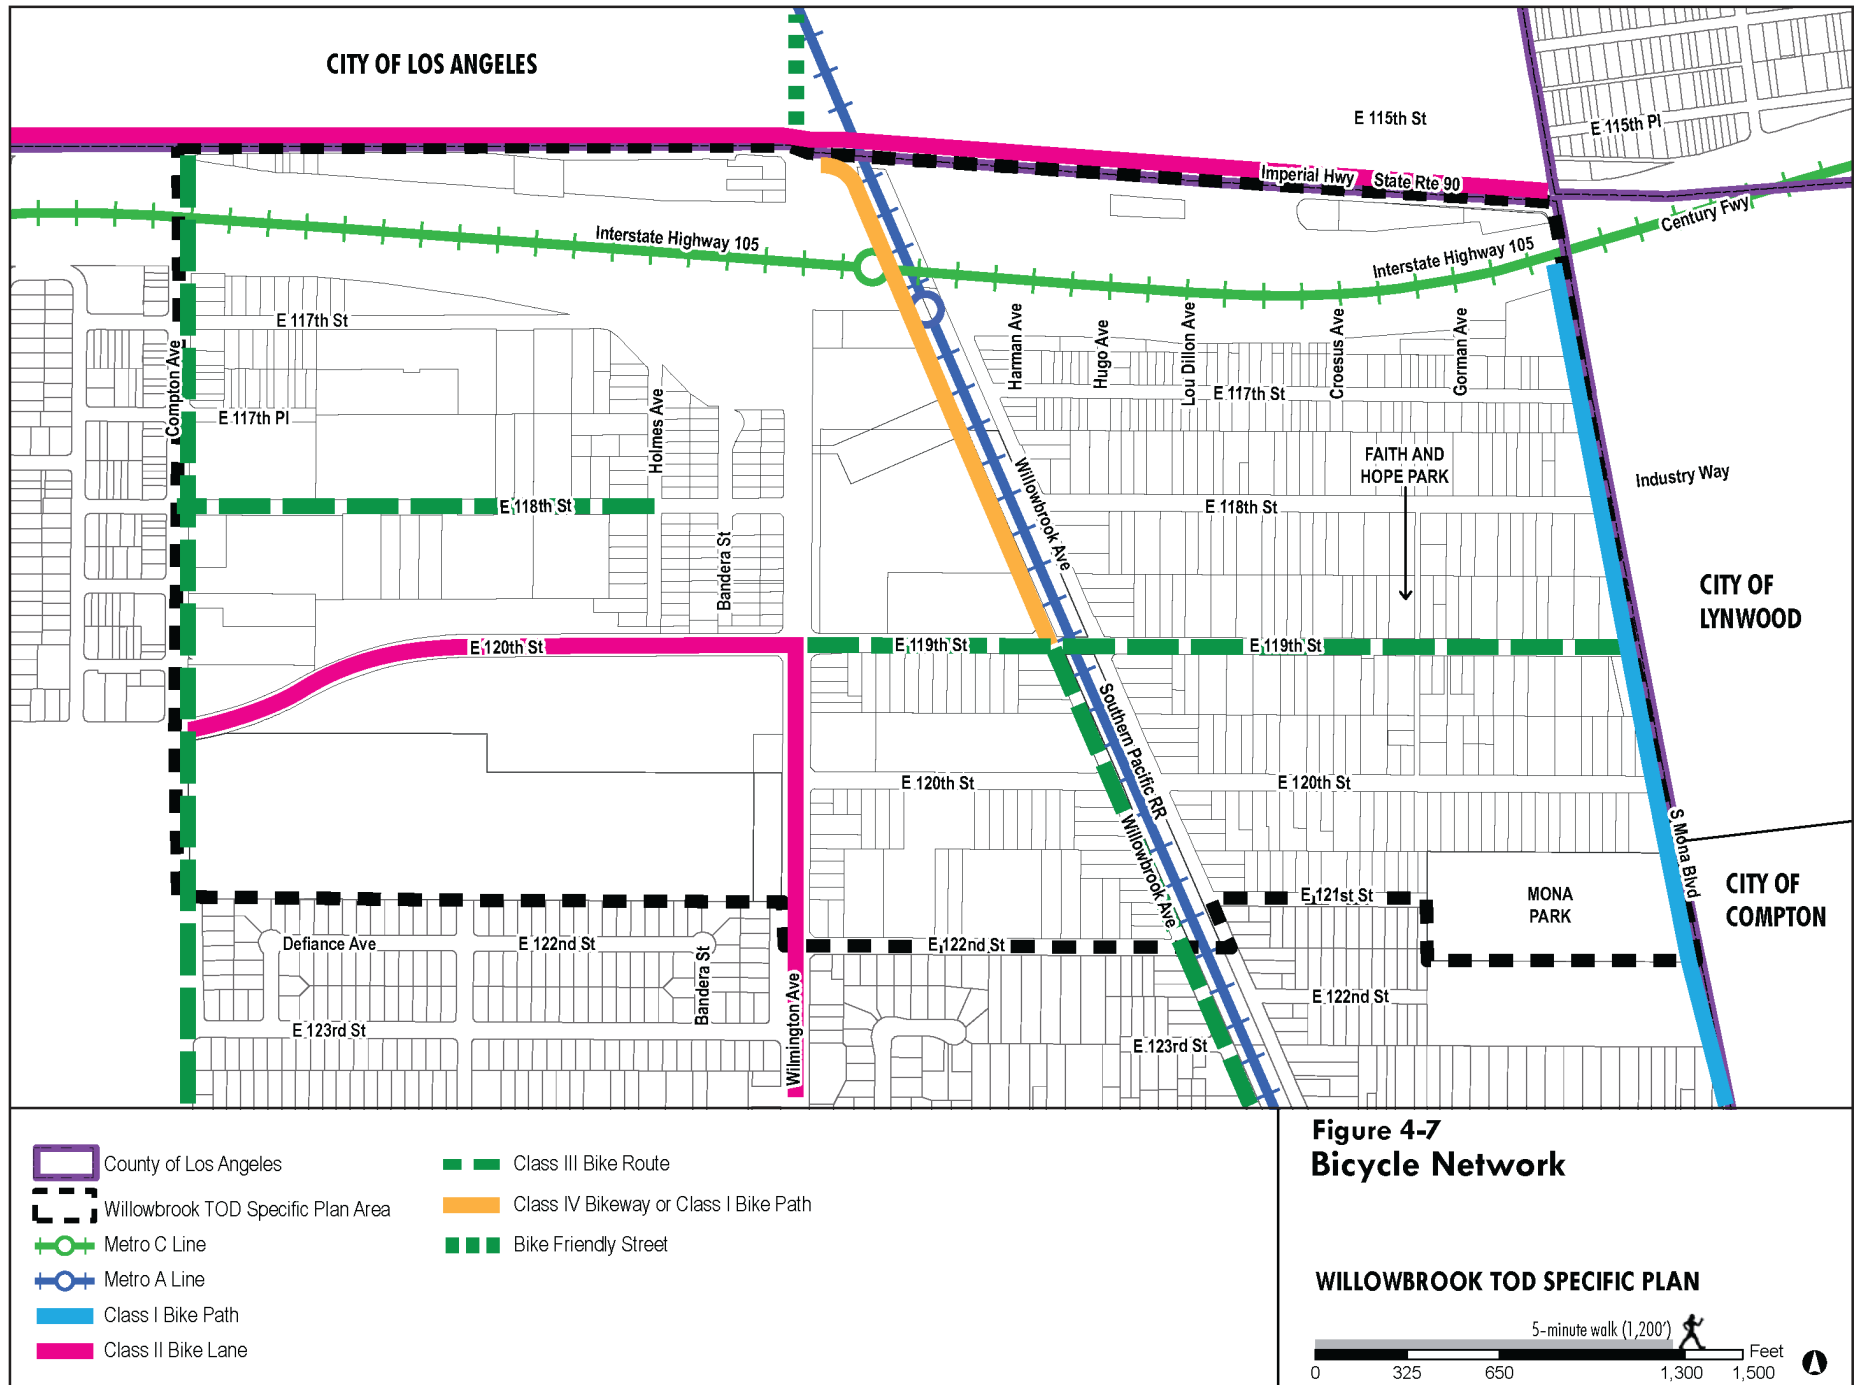 CITY OF LOS ANGELES
E 115th St
E 115th Pl
Imperial Hwy
State Rte 90
Century Fwy
Interstate Highway 105
Interstate Highway 105
E 117th St
Compton Ave
E 117th Pl
Holmes Ave
Harman Ave
Hugo Ave
Lou Dillon Ave
Croesus Ave
Gorman Ave
E 117th St
FAITH AND
HOPE PARK
Industry Way
E 118th St
Willowbrook Ave
E 118th St
Bandera St
CITY OF
LYNWOOD
E 120th St
E 119th St
E 119th St
Southern Pacific RR
E 120th St
E 120th St
S Mona Blvd
Willowbrook Ave
MONA
PARK
CITY OF
COMPTON
E 121st St
Defiance Ave
E 122nd St
Bandera St
E 122nd St
Wilmington Ave
E 122nd St
E 123rd St
E 123rd St
County of Los Angeles
Willowbrook TOD Specific Plan Area
Metro C Line
Metro A Line
Class I Bike Path
Class II Bike Lane
Class III Bike Route
Class IV Bikeway or Class I Bike Path
Bike Friendly Street
Figure 4-7
Bicycle Network
WILLOWBROOK TOD SPECIFIC PLAN
5-minute walk (1,200')
Feet
0 325 650 1,300 1,500